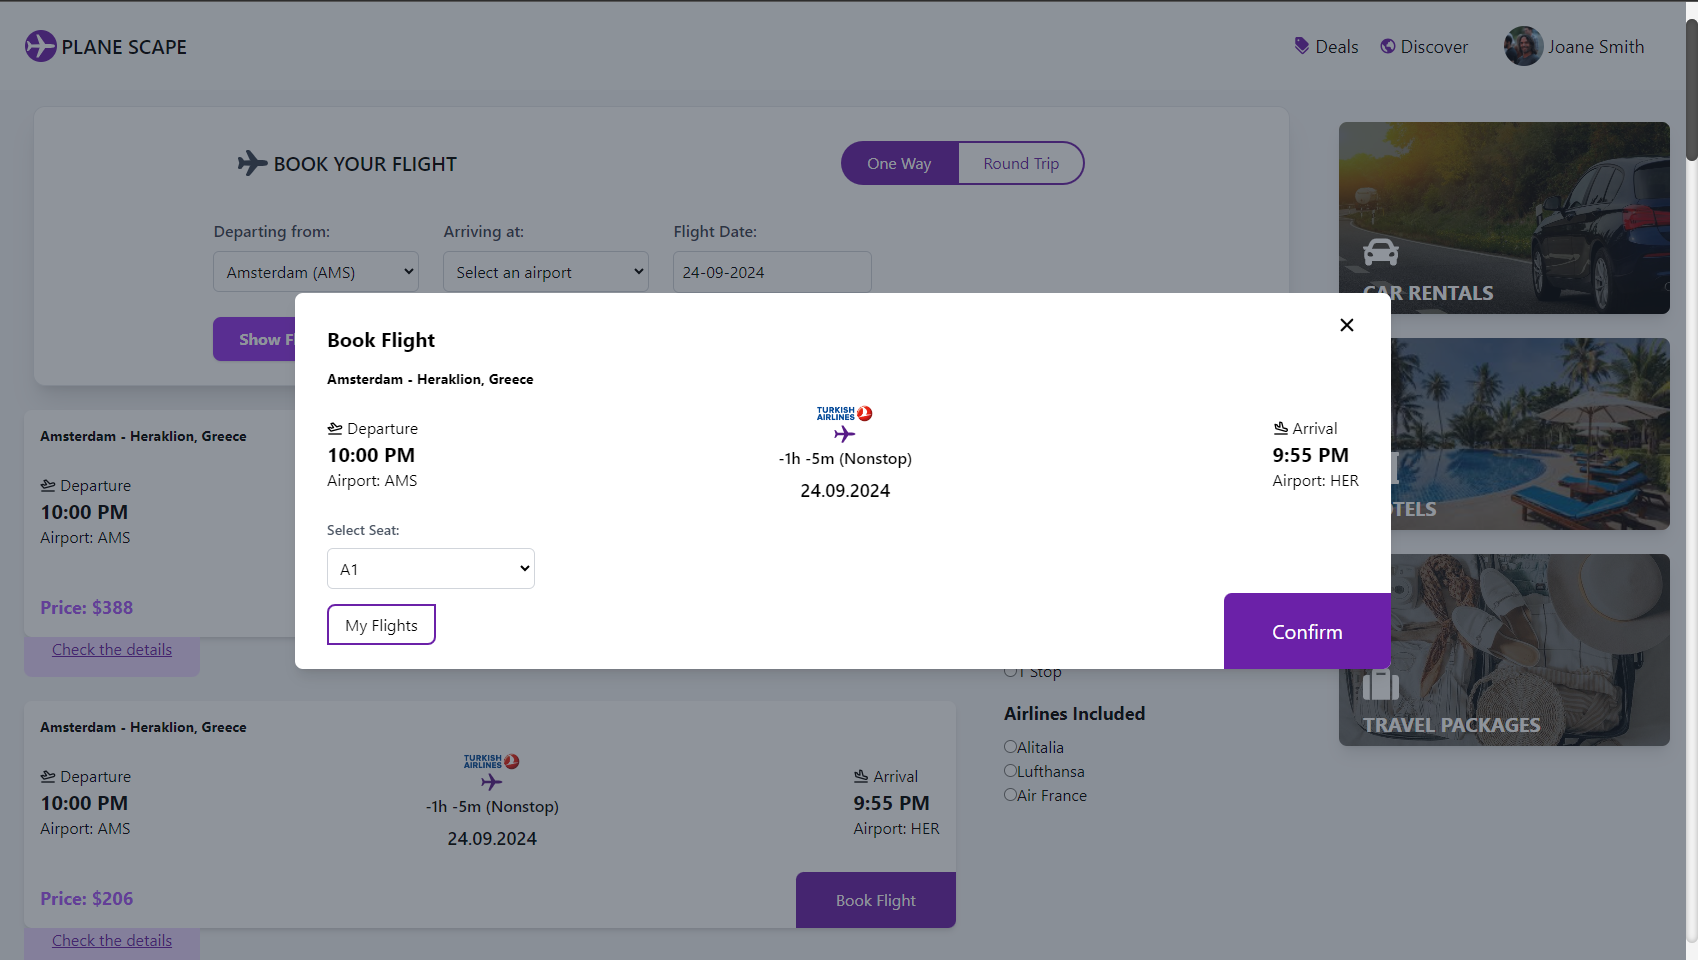 PLANE SCAPE
Deals
Discover
Joane Smith
BOOK YOUR FLIGHT
One Way
Round Trip
Departing from:
Arriving at:
Flight Date:
Amsterdam (AMS)
Select an airport
24-09-2024
Show Fl
CAR RENTALS
TELS
TRAVEL PACKAGES
Book Flight
Amsterdam - Heraklion, Greece
TURKISH
AIRLINES
Departure
10:00 PM
Airport: AMS
-1h -5m (Nonstop)
24.09.2024
Arrival
9:55 PM
Airport: HER
Select Seat:
A1
My Flights
Confirm
Amsterdam - Heraklion, Greece
Departure
10:00 PM
Airport: AMS
Price: $388
Check the details
Amsterdam - Heraklion, Greece
TURKISH
AIRLINES
Departure
10:00 PM
Airport: AMS
-1h -5m (Nonstop)
24.09.2024
Arrival
9:55 PM
Airport: HER
Price: $206
Book Flight
Check the details
1 Stop
Airlines Included
Alitalia
Lufthansa
Air France